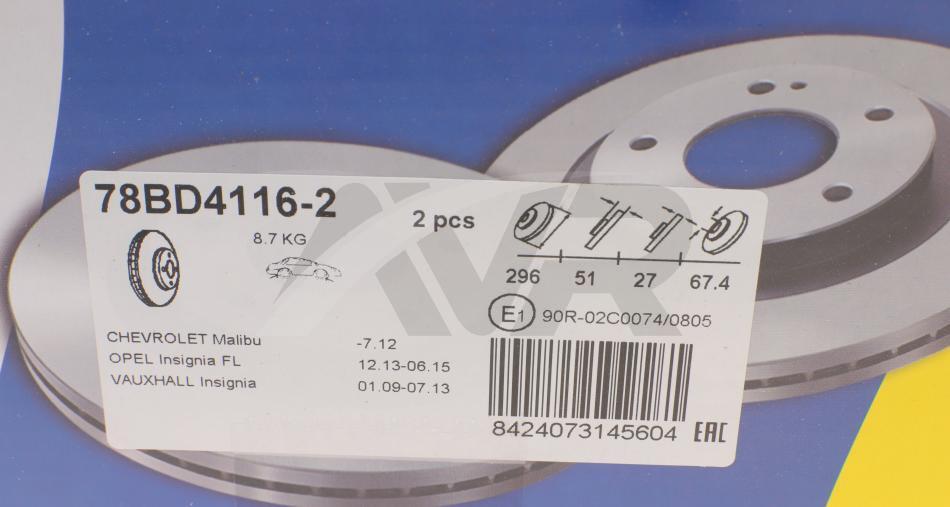 78BD4116-2
2 pcs
8.7 KG
296 51 27 67.4
E1 90R-02C0074/0805
CHEVROLET Malibu -7.12
OPEL Insignia FL 12.13-06.15
VAUXHALL Insignia 01.09-07.13
8424073145604 EAC
AVR